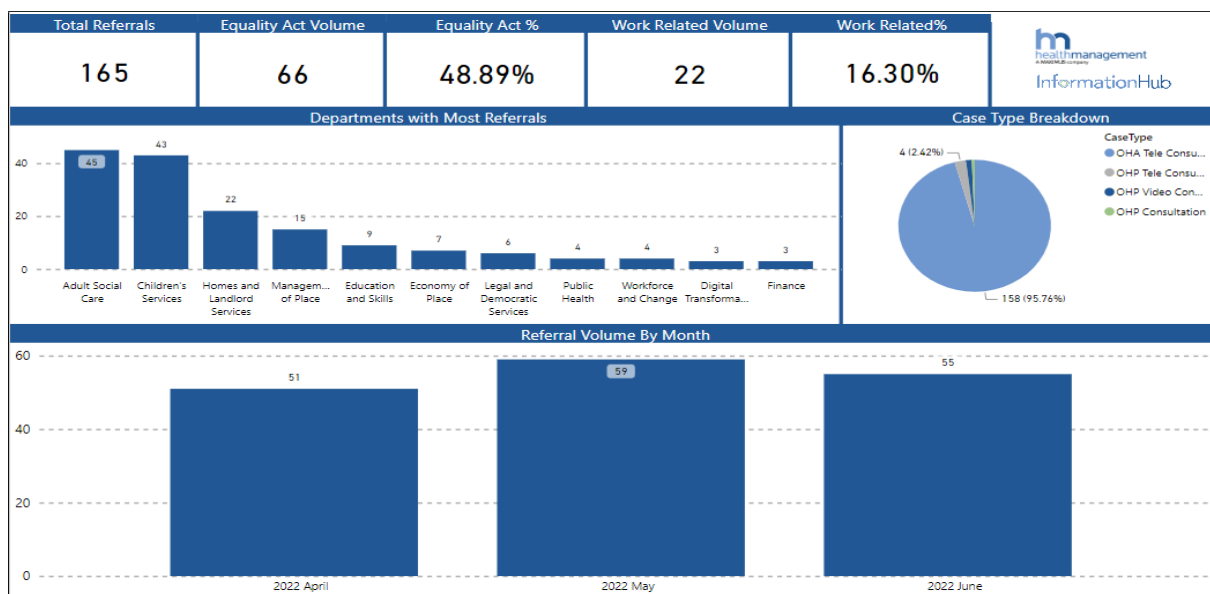 Total Referrals
165
Equality Act Volume
66
Equality Act %
48.89%
Work Related Volume
22
Work Related%
16.30%
hm
healthmanagement
A MAXIMUS company
InformationHub
Departments with Most Referrals
40
20
0
45
43
22
15
9
7
6
4
4
3
3
Adult Social
Care
Children's
Services
Homes and
Landlord
Services
Managem...
of Place
Education
and Skills
Economy of
Place
Legal and
Democratic
Services
Public
Health
Workforce
and Change
Digital
Transforma...
Finance
Case Type Breakdown
4 (2.42%)
158 (95.76%)
CaseType
OHA Tele Consu...
OHP Tele Consu...
OHP Video Con...
OHP Consultation
Referral Volume By Month
60
40
20
0
51
59
55
2022 April
2022 May
2022 June